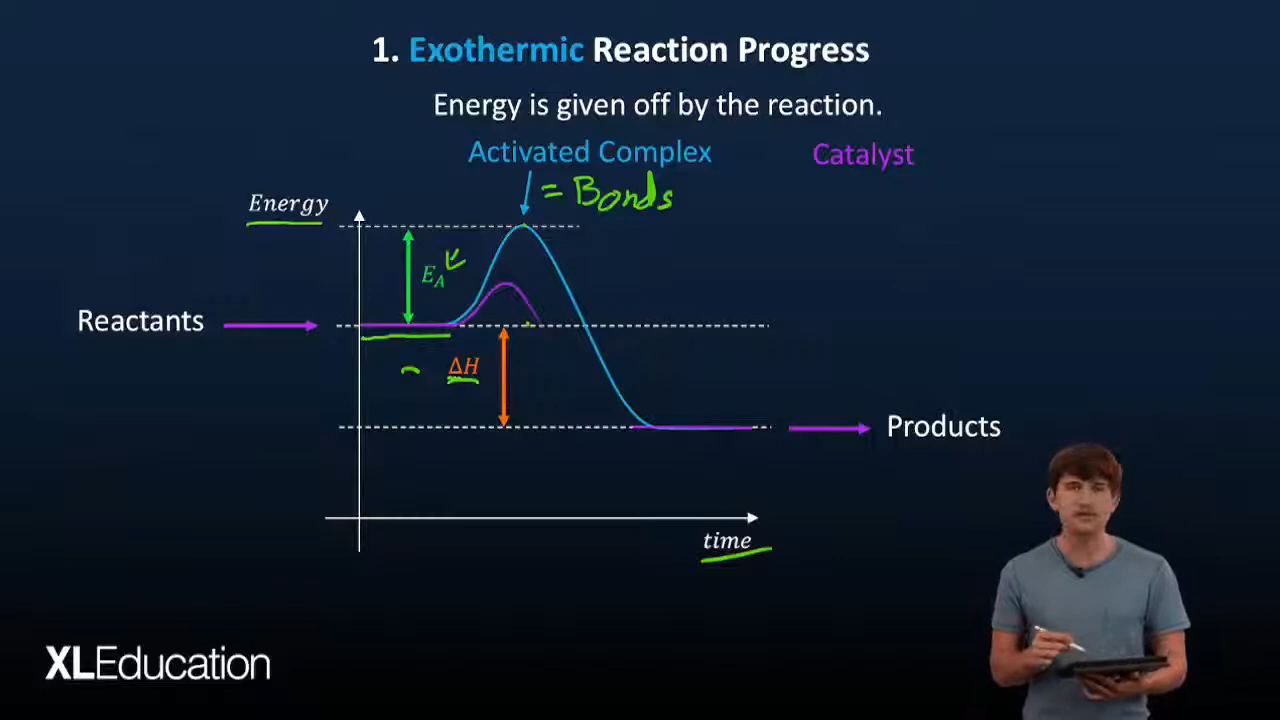 1. Exothermic Reaction Progress
Energy is given off by the reaction.
Activated Complex
Catalyst
= Bonds
Energy
E_A
Reactants
- ΔH
Products
time
XLEducation